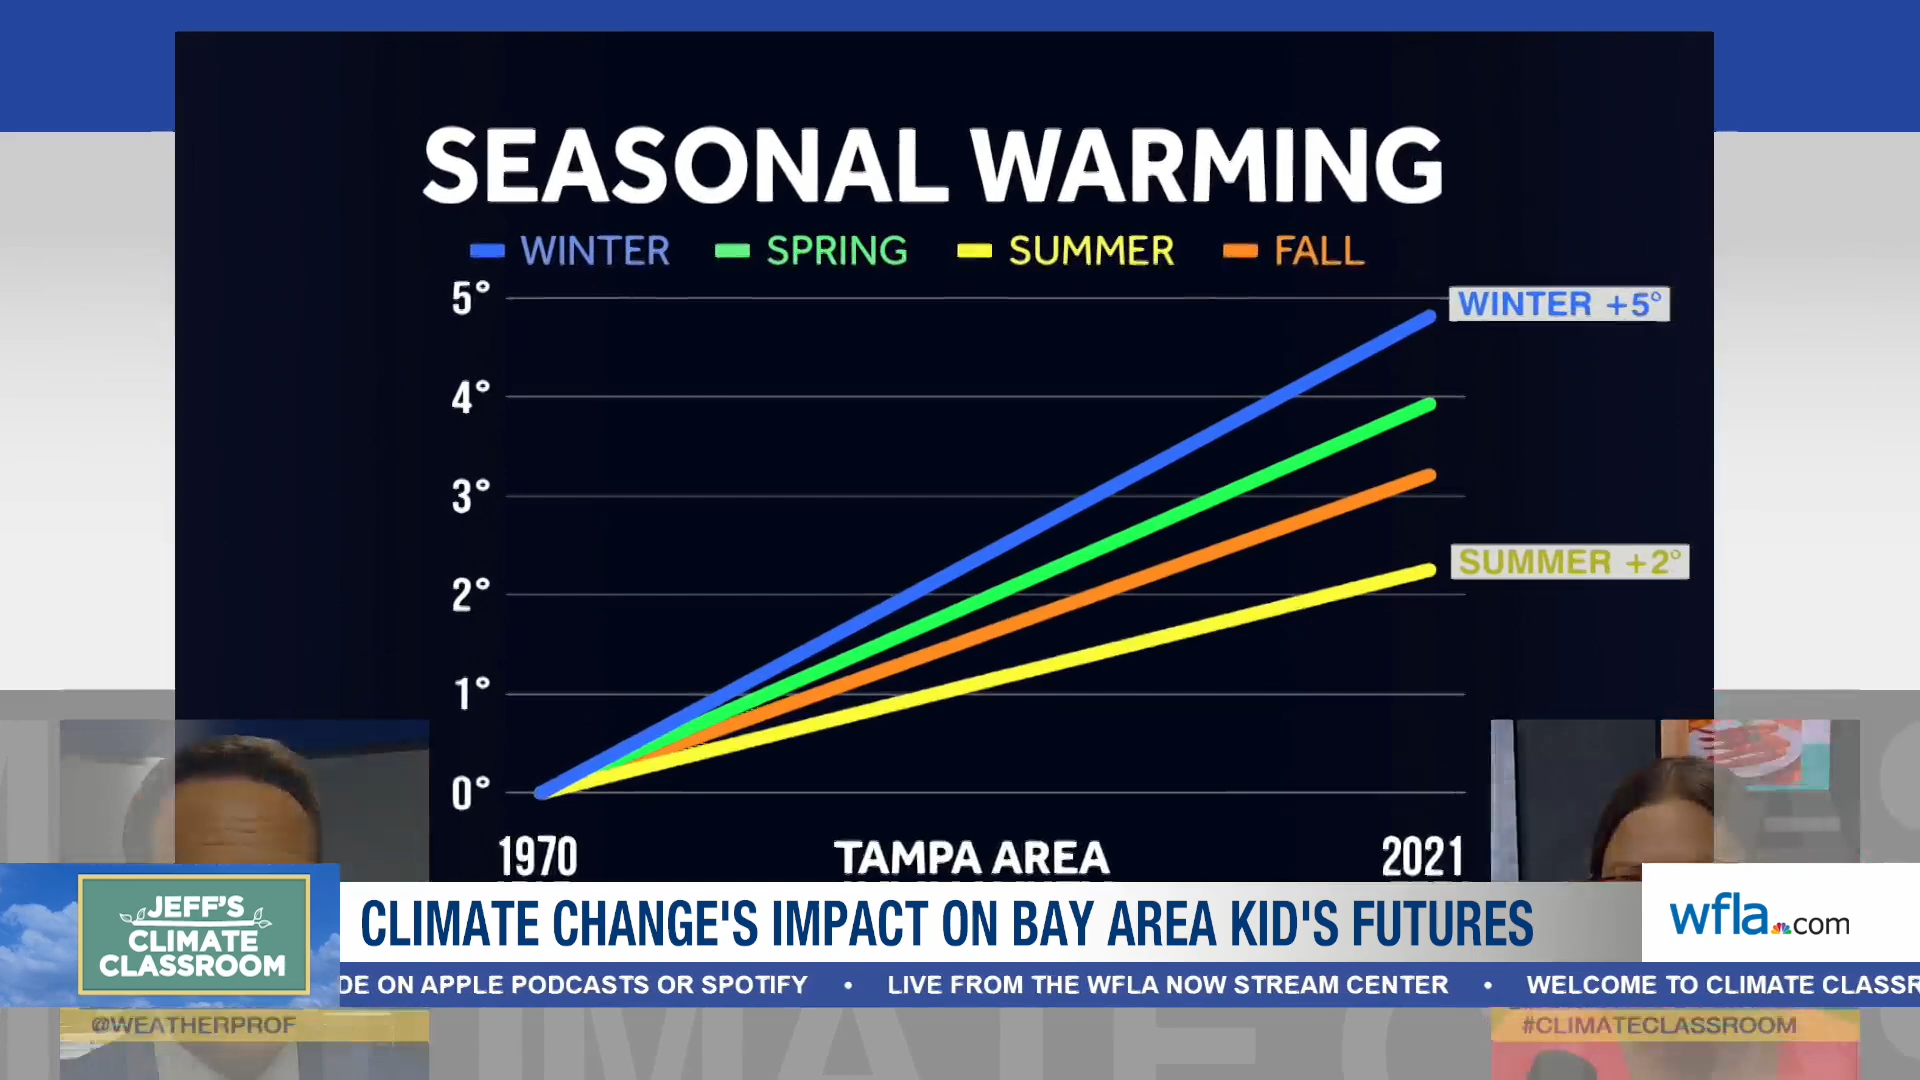 SEASONAL WARMING
WINTER SPRING SUMMER FALL
5°
WINTER +5°
4°
3°
SUMMER +2°
2°
1°
0°
1970 TAMPA AREA 2021
JEFF'S
CLIMATE
CLASSROOM
CLIMATE CHANGE'S IMPACT ON BAY AREA KID'S FUTURES
wfla.com
DE ON APPLE PODCASTS OR SPOTIFY • LIVE FROM THE WFLA NOW STREAM CENTER • WELCOME TO CLIMATE CLASSR
@WEATHERPROF
#CLIMATECLASSROOM